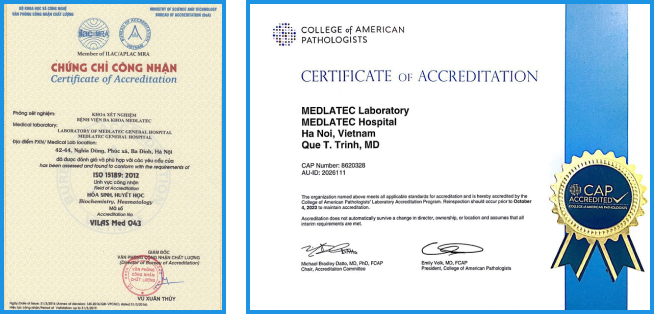 BỘ KHOA HỌC VÀ CÔNG NGHỆ
VĂN PHÒNG CÔNG NHẬN CHẤT LƯỢNG
MINISTRY OF SCIENCE AND TECHNOLOGY
BUREAU OF ACCREDITATION (BoA)
ILAC-MRA
Member of ILAC/APLAC MRA
CHỨNG CHỈ CÔNG NHẬN
Certificate of Accreditation
Phòng xét nghiệm:
KHOA XÉT NGHIỆM
BỆNH VIỆN ĐA KHOA MEDLATEC
Medical laboratory:
LABORATORY OF MEDLATEC GENERAL HOSPITAL
MEDLATEC GENERAL HOSPITAL
Địa điểm PXN/ Medical Lab location:
42-44, Nghĩa Dũng, Phúc xá, Ba Đình, Hà Nội
đã được đánh giá và phù hợp với các yêu cầu của
has been assessed and found to conform with the requirements of
ISO 15189: 2012
Lĩnh vực công nhận
Field of Accreditation
HÓA SINH, HUYẾT HỌC
Biochemistry, Heamatology
Mã số
Accreditation No
VILAS Med 043
GIÁM ĐỐC
VĂN PHÒNG CÔNG NHẬN CHẤT LƯỢNG
(Director of Bureau of Accreditation)
VĂN PHÒNG
CÔNG NHẬN
CHẤT LƯỢNG
VŨ XUÂN THỦY
COLLEGE of AMERICAN
PATHOLOGISTS
CERTIFICATE OF ACCREDITATION
MEDLATEC Laboratory
MEDLATEC Hospital
Ha Noi, Vietnam
Que T. Trinh, MD
CAP Number: 8620328
AU-ID: 2026111
The organization named above meets all applicable standards for accreditation and is hereby accredited by the
College of American Pathologists' Laboratory Accreditation Program. Reinspection should occur prior to October
4, 2023 to maintain accreditation.
Accreditation does not automatically survive a change in director, ownership, or location and assumes that all
interim requirements are met.
Michael Bradley Datto, MD, PhD, FCAP
Chair, Accreditation Committee
Emily Volk, MD, FCAP
President, College of American Pathologists
CAP
ACCREDITED
COLLEGE of AMERICAN PATHOLOGISTS